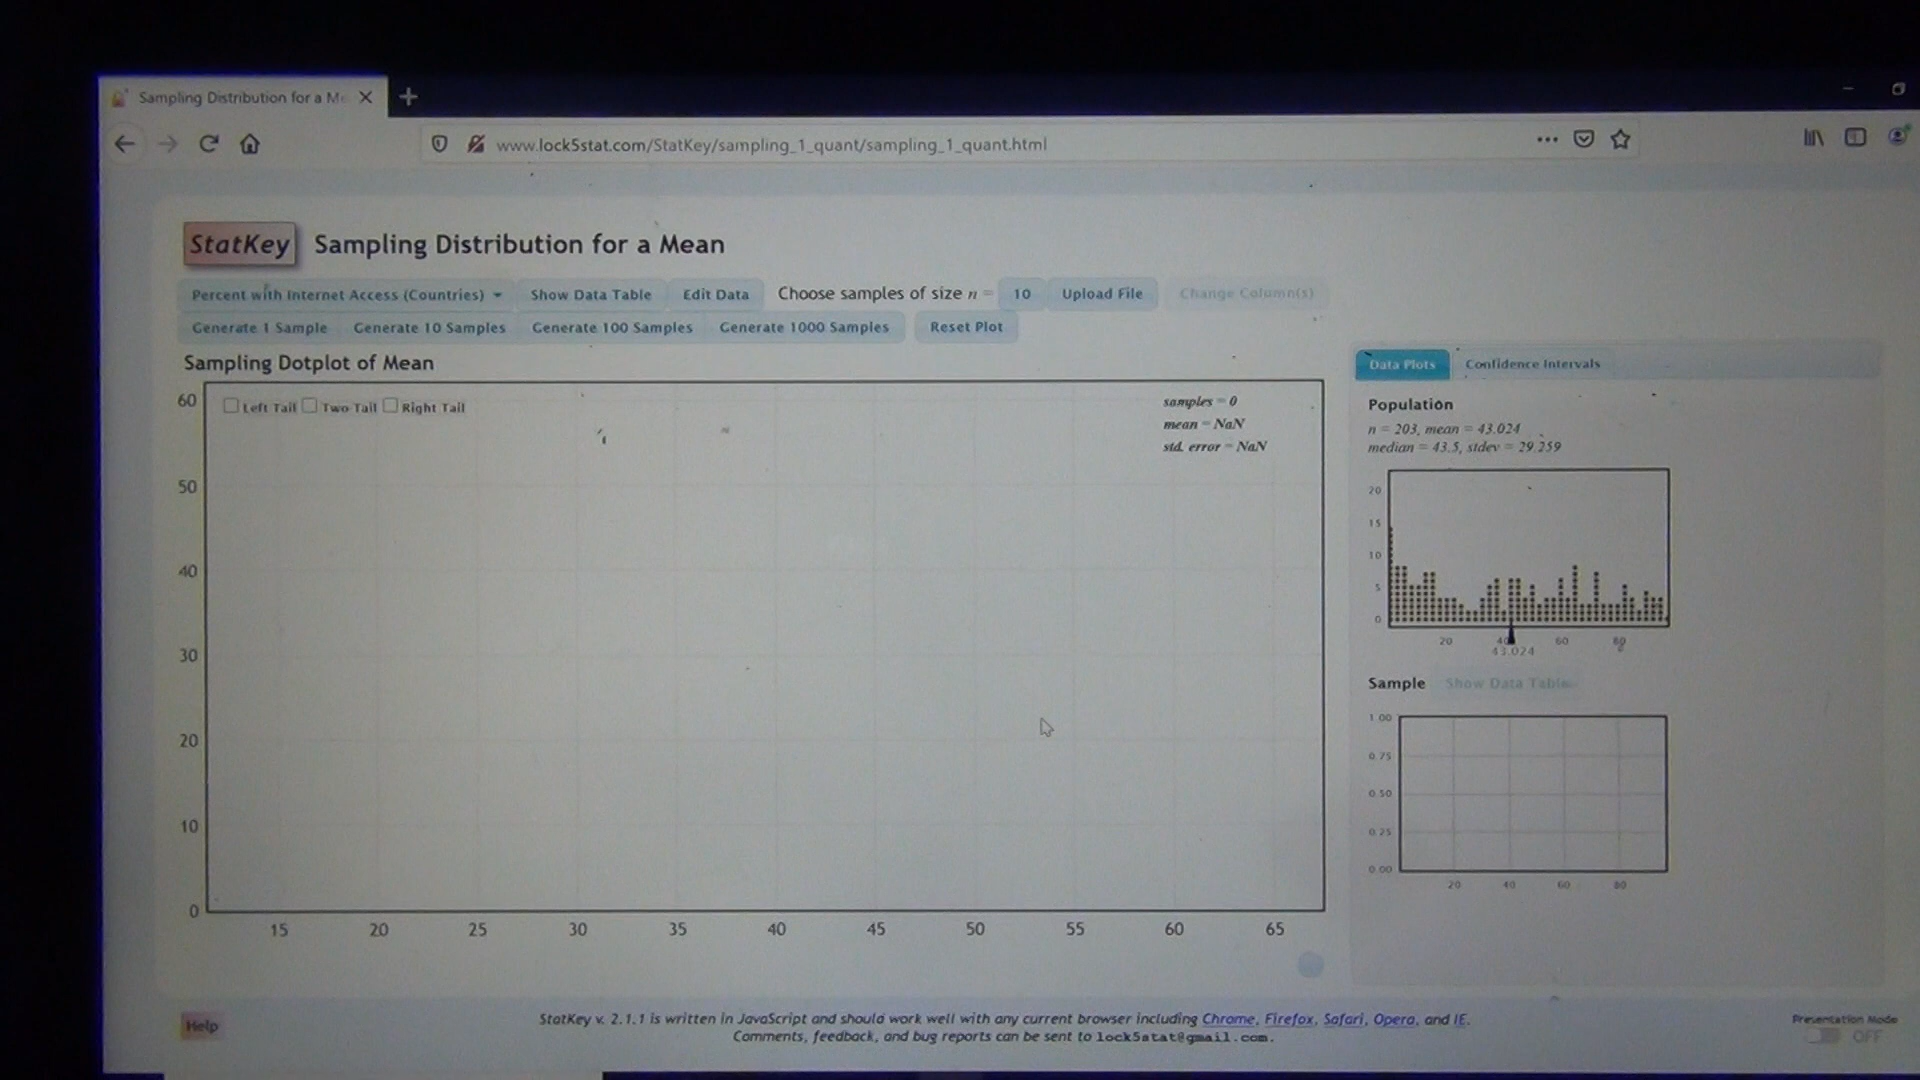 Sampling Distribution for a Me
www.lock5stat.com/StatKey/sampling_1_quant/sampling_1_quant.html
StatKey Sampling Distribution for a Mean
Percent with Internet Access (Countries) Show Data Table Edit Data Choose samples of size n = 10 Upload File Change Column(s)
Generate 1 Sample Generate 10 Samples Generate 100 Samples Generate 1000 Samples Reset Plot
Sampling Dotplot of Mean
Left Tail Two-Tail Right Tail
samples = 0
mean = NaN
std. error = NaN
60
50
40
30
20
10
0
15 20 25 30 35 40 45 50 55 60 65
Data Plots Confidence Intervals
Population
n = 203, mean = 43.024
median = 43.5, stdev = 29.259
20
15
10
5
0
20 40 60 80
43.024
Sample Show Data Table
1.00
0.75
0.50
0.25
0.00
20 40 60 80
Help
StatKey v. 2.1.1 is written in JavaScript and should work well with any current browser including Chrome, Firefox, Safari, Opera, and IE.
Comments, feedback, and bug reports can be sent to lock5stat@gmail.com.
Presentation Mode
OFF